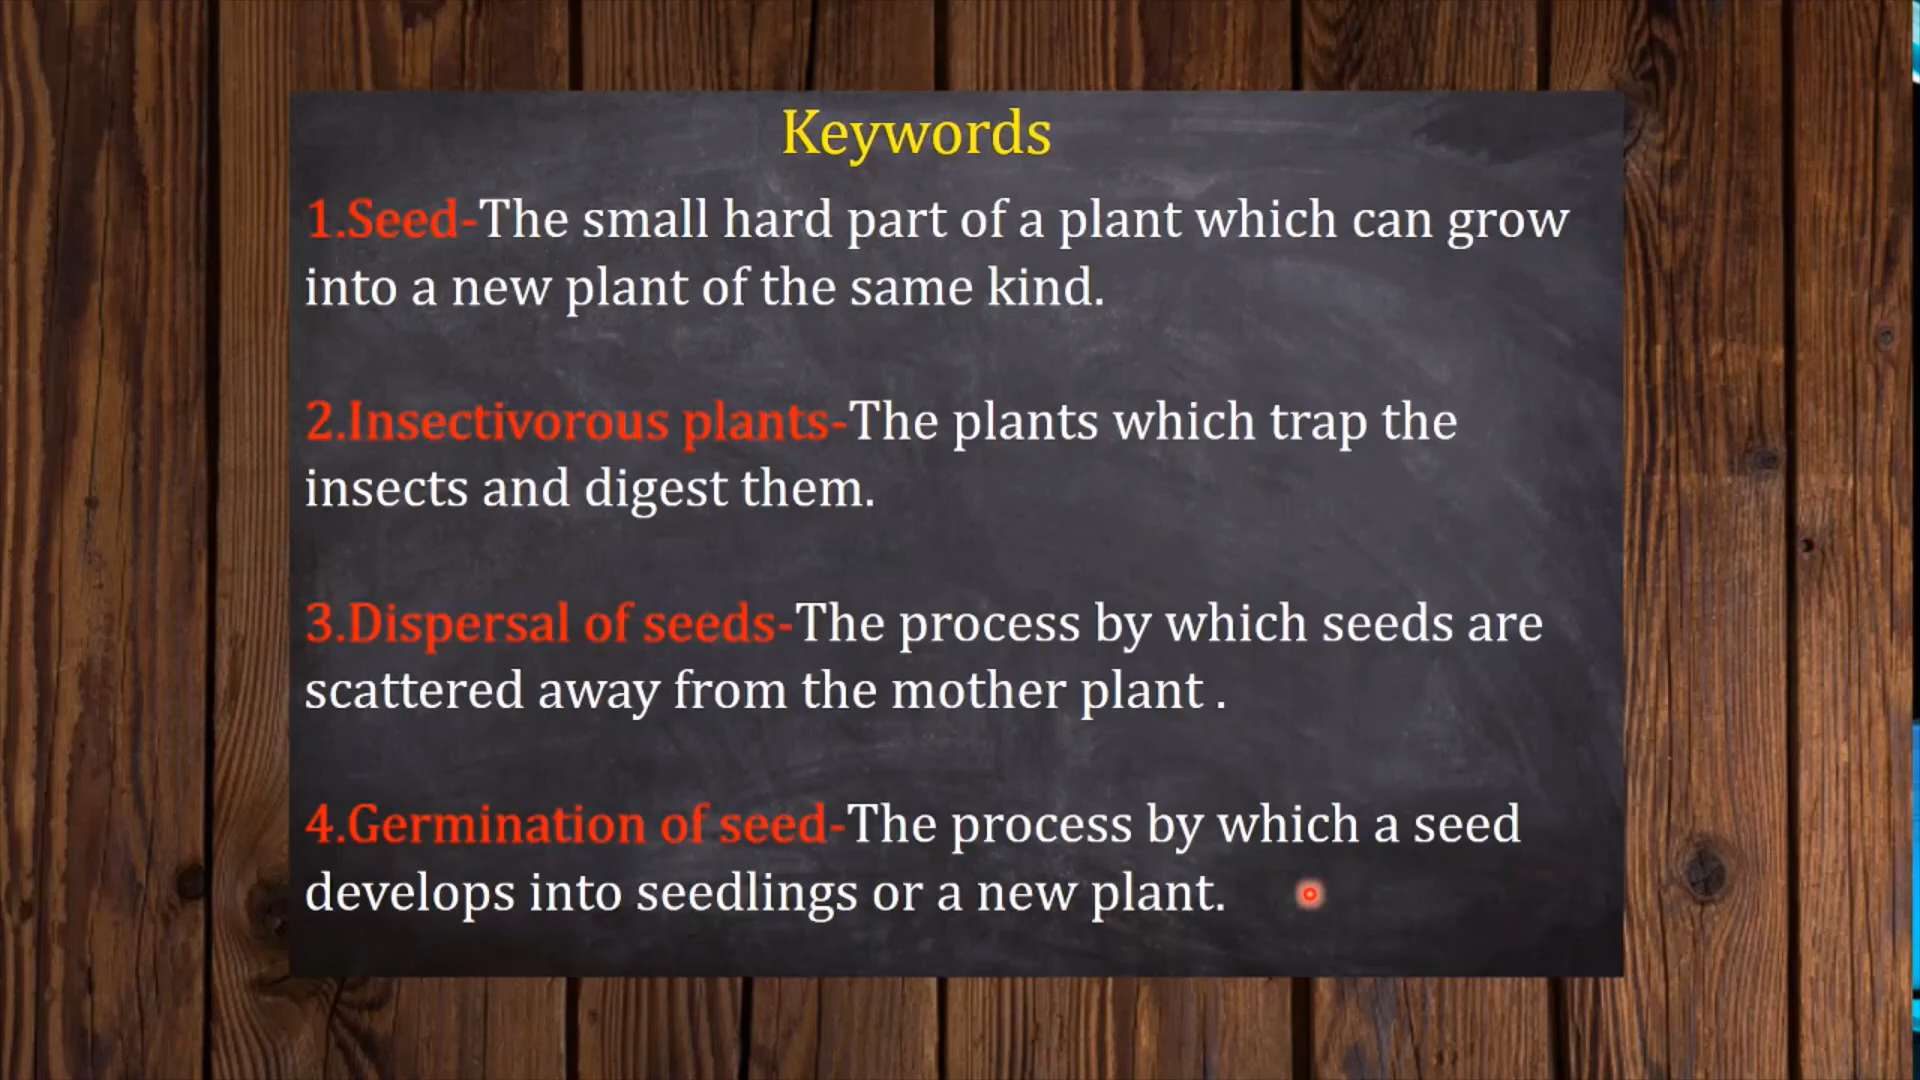 Keywords
1.Seed-The small hard part of a plant which can grow
into a new plant of the same kind.
2.Insectivorous plants-The plants which trap the
insects and digest them.
3.Dispersal of seeds-The process by which seeds are
scattered away from the mother plant .
4.Germination of seed-The process by which a seed
develops into seedlings or a new plant.